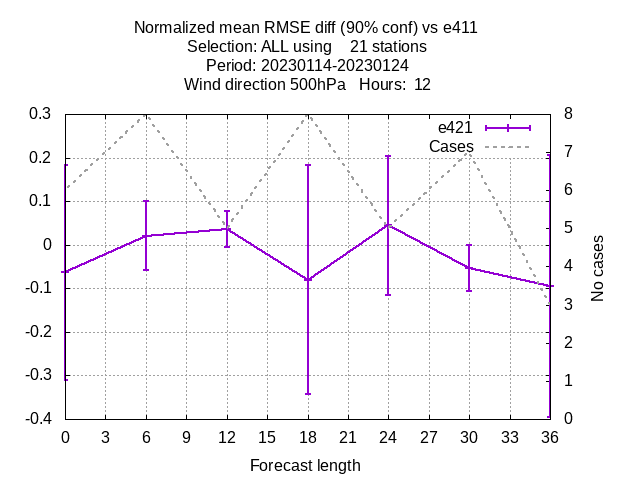 Normalized mean RMSE diff (90% conf) vs e411
Selection: ALL using    21 stations
Period: 20230114-20230124
Wind direction 500hPa   Hours:  12
0.3
0.2
0.1
0
-0.1
-0.2
-0.3
-0.4
e421
Cases
8
7
6
5
4
3
2
1
0
No cases
0 3 6 9 12 15 18 21 24 27 30 33 36
Forecast length